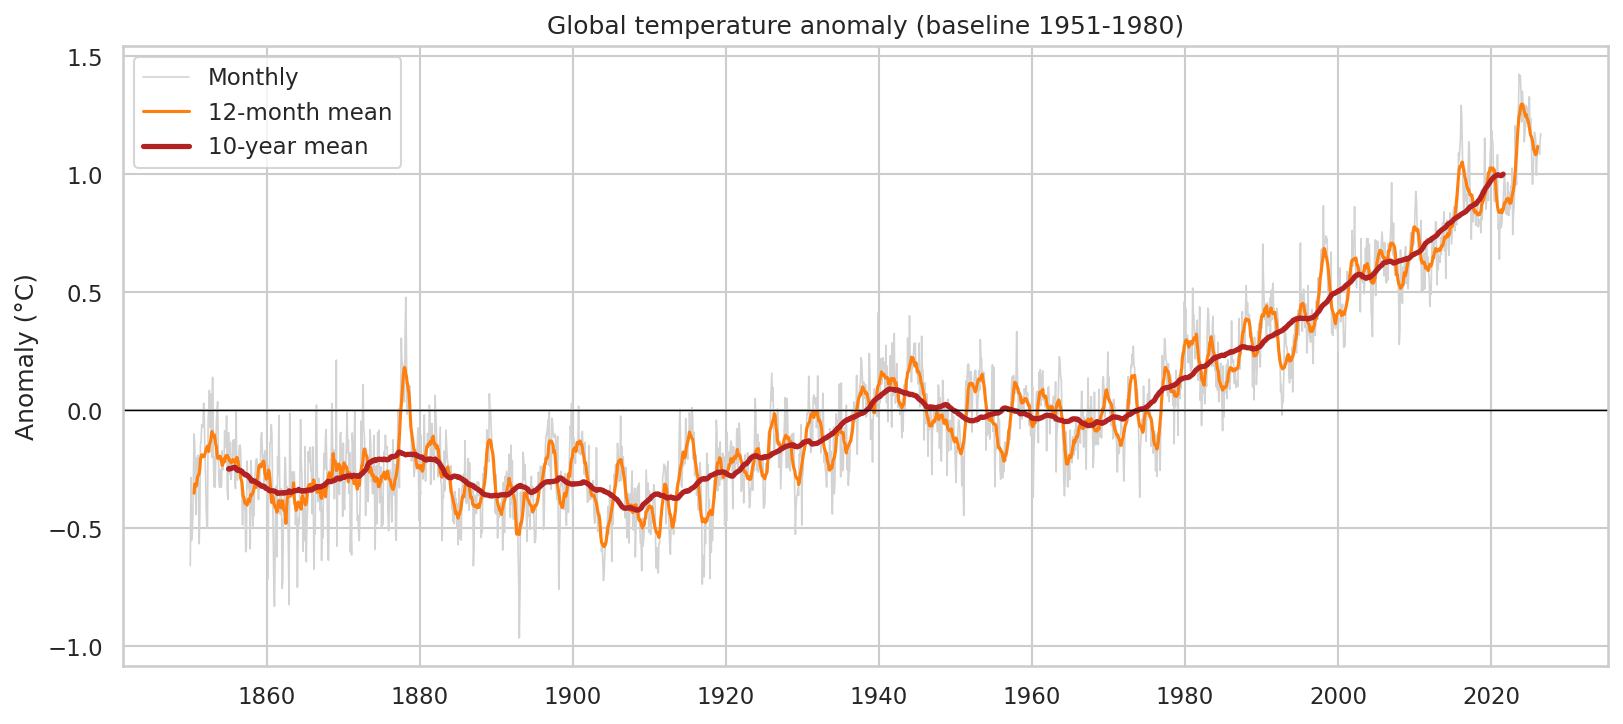 Global temperature anomaly (baseline 1951-1980)
Monthly
12-month mean
10-year mean
Anomaly (°C)
1.5
1.0
0.5
0.0
−0.5
−1.0
1860 1880 1900 1920 1940 1960 1980 2000 2020